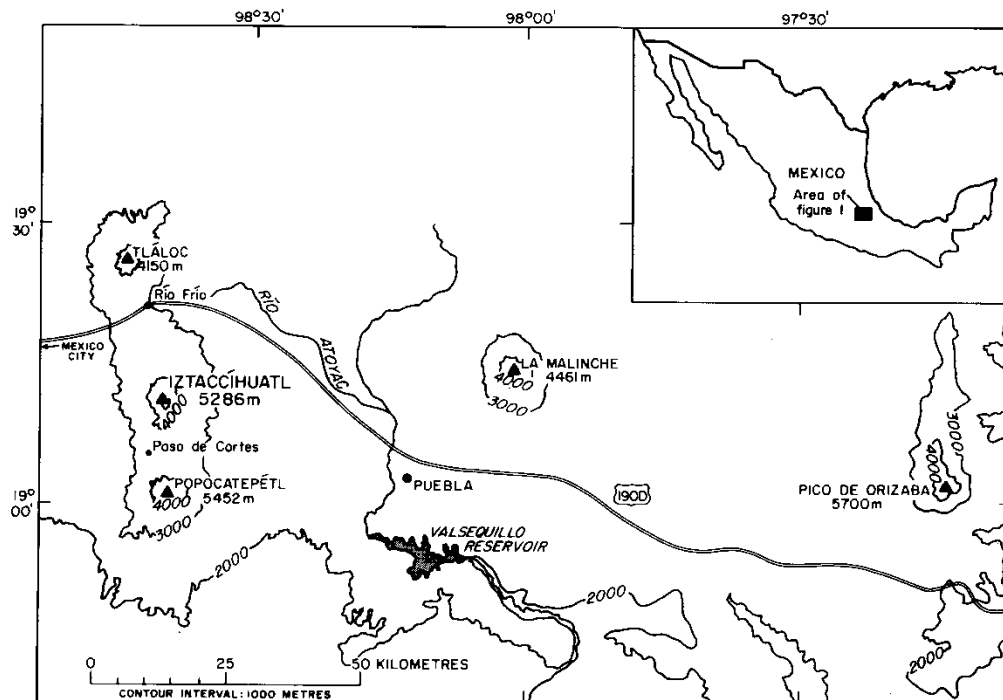 98°30'
98°00'
97°30'
MEXICO
Area of
figure 1
19°
30'
TLÁLOC
4150m
Río Frío
RÍO
ATOYAC
MEXICO
CITY
LA MALINCHE
4461m
4000
3000
IZTACCÍHUATL
5286m
4000
Paso de Cortes
POPOCATEPÉTL
5452m
4000
3000
3000
4000
PICO DE ORIZABA
5700m
19°
00'
PUEBLA
190D
VALSEQUILLO
RESERVOIR
2000
2000
2000
0 25 50 KILOMETRES
CONTOUR INTERVAL: 1000 METRES